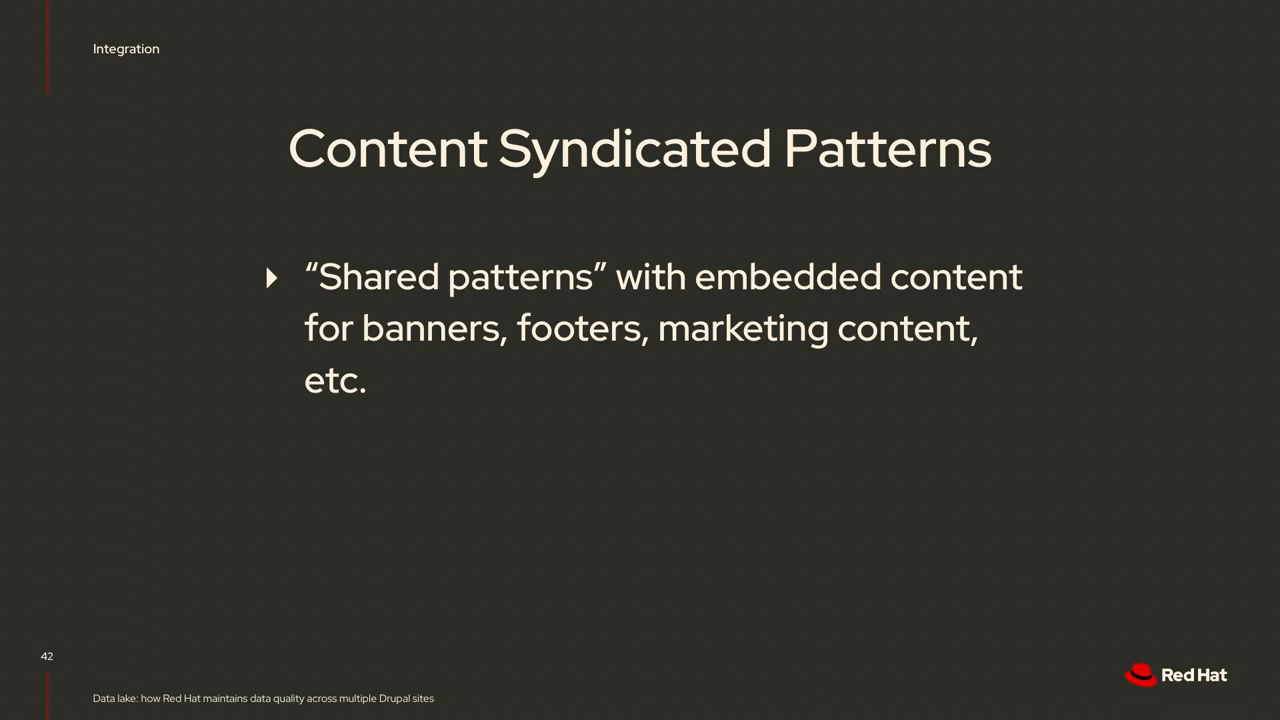 Integration
Content Syndicated Patterns
“Shared patterns” with embedded content
for banners, footers, marketing content,
etc.
42
Red Hat
Data lake: how Red Hat maintains data quality across multiple Drupal sites